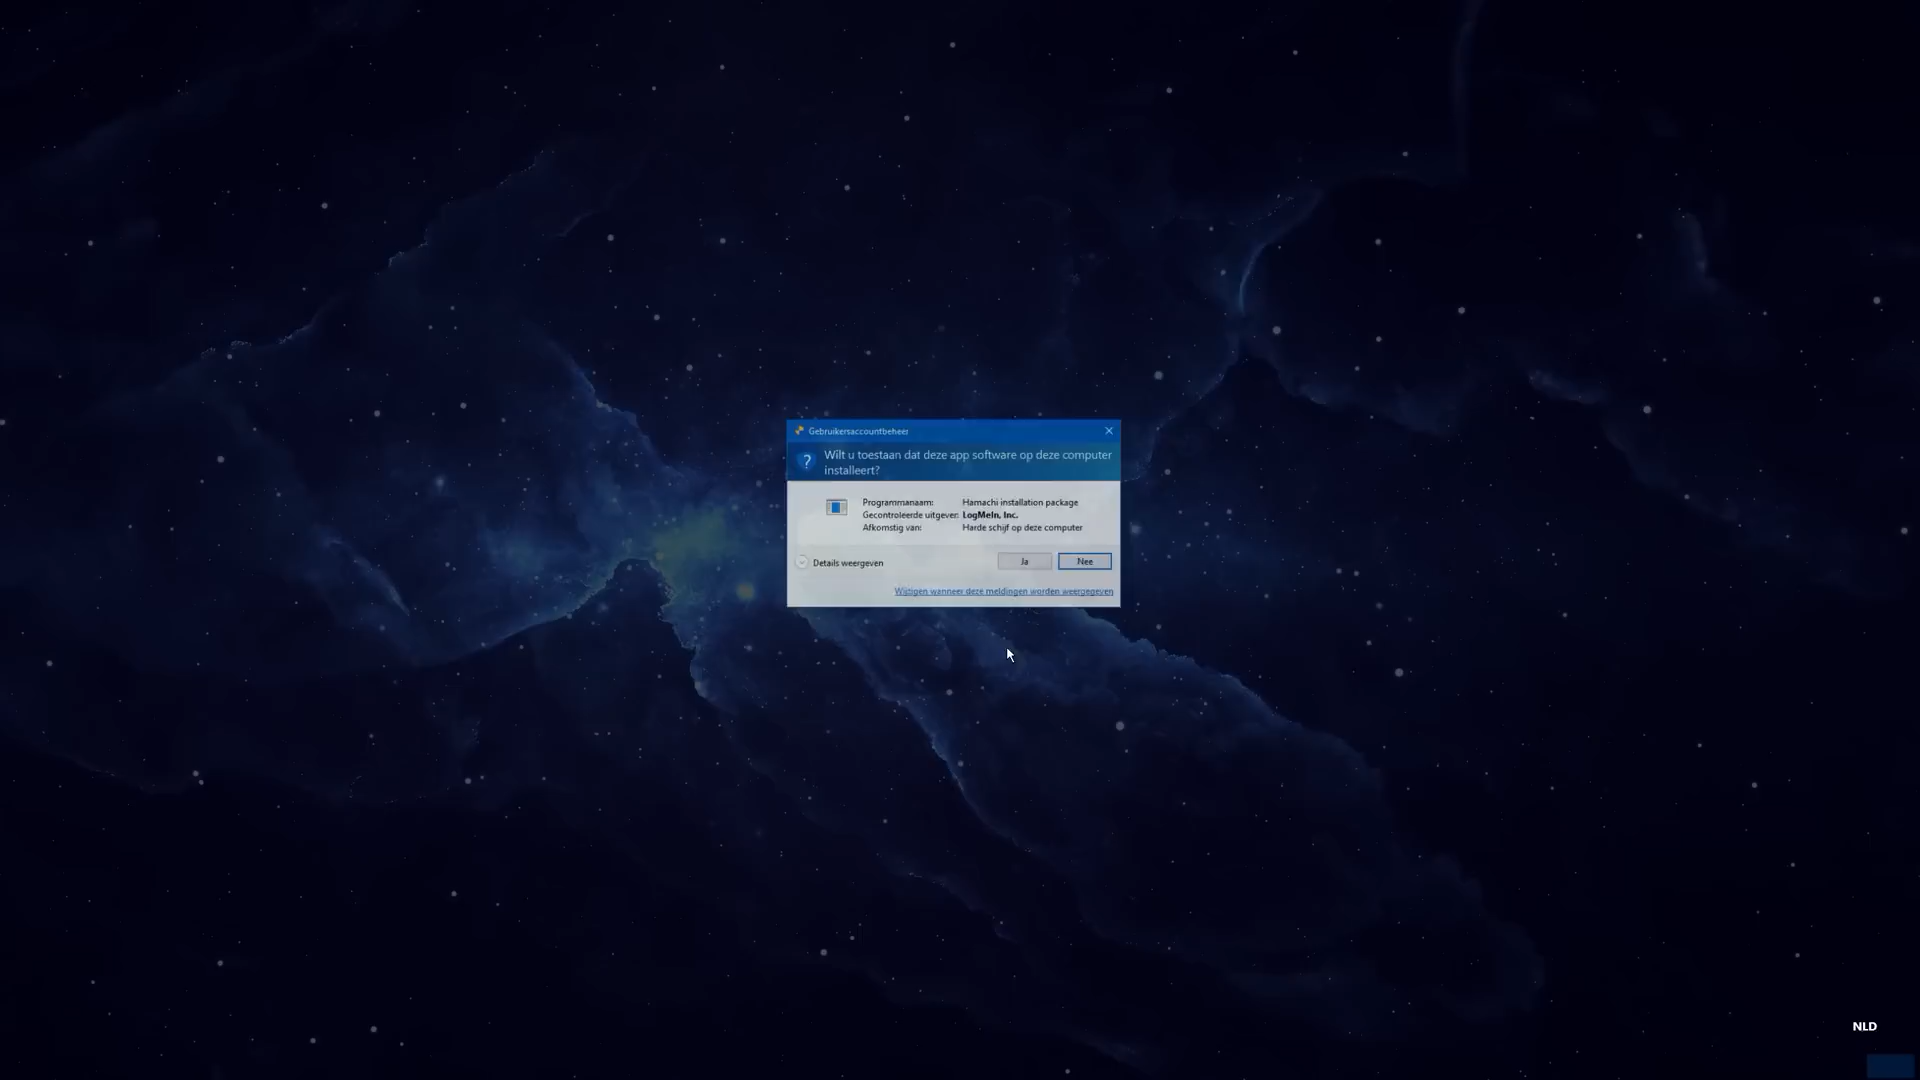 Gebruikersaccountbeheer
Wilt u toestaan dat deze app software op deze computer
installeert?
Programmanaam: Hamachi installation package
Gecontroleerde uitgever: LogMeIn, Inc.
Afkomstig van: Harde schijf op deze computer
Details weergeven
Ja
Nee
Wijzigen wanneer deze meldingen worden weergegeven
NLD